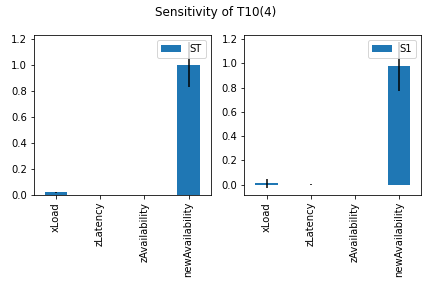 Sensitivity of T10(4)
1.2
1.0
0.8
0.6
0.4
0.2
0.0
ST
xLoad
zLatency
zAvailability
newAvailability
1.2
1.0
0.8
0.6
0.4
0.2
0.0
S1
xLoad
zLatency
zAvailability
newAvailability